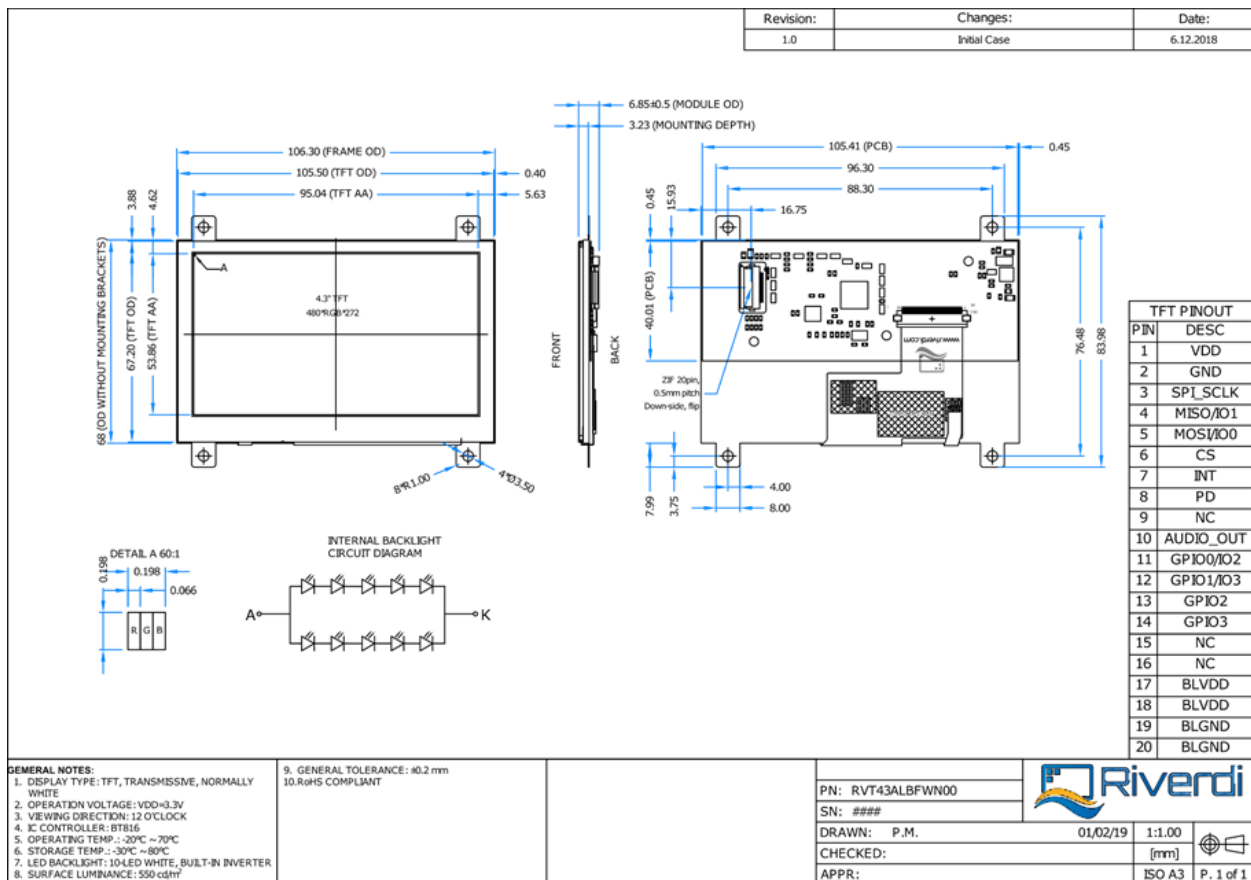 Revision: Changes: Date:
1.0 Initial Case 6.12.2018
6.85±0.5 (MODULE OD)
3.23 (MOUNTING DEPTH)
106.30 (FRAME OD)
105.50 (TFT OD)
0.40
95.04 (TFT AA)
5.63
3.88
4.62
68 (OD WITHOUT MOUNTING BRACKETS)
67.20 (TFT OD)
53.86 (TFT AA)
A
4.3" TFT
480*RGB*272
8*R1.00
4*Ø3.50
FRONT
BACK
105.41 (PCB)
0.45
96.30
88.30
0.45
15.93
16.75
40.01 (PCB)
76.48
83.98
www.riverdi.com
ZIF 20pin,
0.5mm pitch
Down-side, flip
7.99
3.75
4.00
8.00
TFT PINOUT
PIN DESC
1 VDD
2 GND
3 SPI_SCLK
4 MISO/IO1
5 MOSI/IO0
6 CS
7 INT
8 PD
9 NC
10 AUDIO_OUT
11 GPIO0/IO2
12 GPIO1/IO3
13 GPIO2
14 GPIO3
15 NC
16 NC
17 BLVDD
18 BLVDD
19 BLGND
20 BLGND
DETAIL A 60:1
0.198
0.198
0.066
R G B
INTERNAL BACKLIGHT
CIRCUIT DIAGRAM
A
K
GENERAL NOTES:
1. DISPLAY TYPE: TFT, TRANSMISSIVE, NORMALLY
WHITE
2. OPERATION VOLTAGE: VDD=3.3V
3. VIEWING DIRECTION: 12 O'CLOCK
4. IC CONTROLLER: BT816
5. OPERATING TEMP.: -20°C ~ 70°C
6. STORAGE TEMP.: -30°C ~ 80°C
7. LED BACKLIGHT: 10-LED WHITE, BUILT-IN INVERTER
8. SURFACE LUMINANCE: 550 cd/m²
9. GENERAL TOLERANCE: ±0.2 mm
10.RoHS COMPLIANT
PN: RVT43ALBFWN00
SN: ####
DRAWN: P.M. 01/02/19 1:1.00
CHECKED: [mm]
APPR: ISO A3 P. 1 of 1
Riverdi